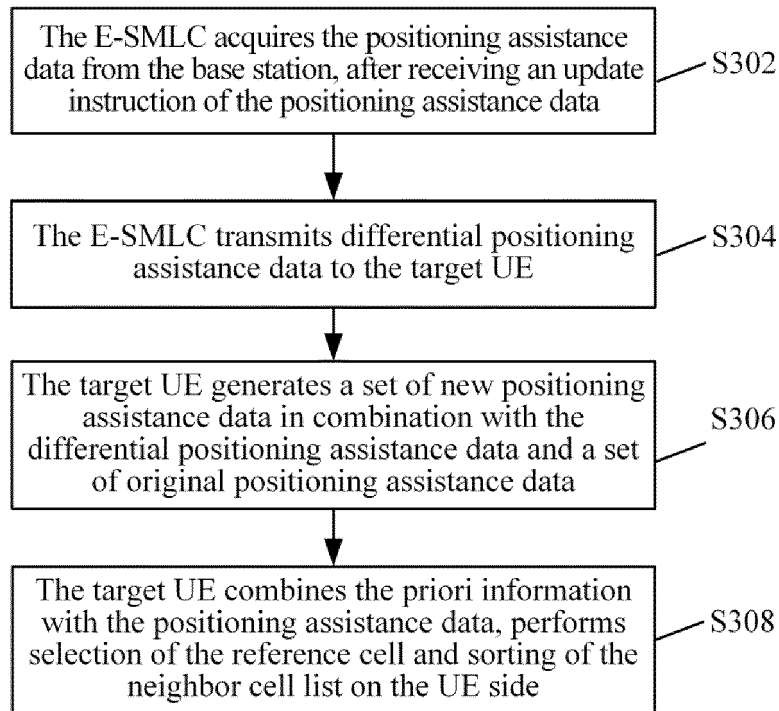 The E-SMLC acquires the positioning assistance
data from the base station, after receiving an update
instruction of the positioning assistance data
S302
The E-SMLC transmits differential positioning
assistance data to the target UE
S304
The target UE generates a set of new positioning
assistance data in combination with the
differential positioning assistance data and a set
of original positioning assistance data
S306
The target UE combines the priori information
with the positioning assistance data, performs
selection of the reference cell and sorting of the
neighbor cell list on the UE side
S308